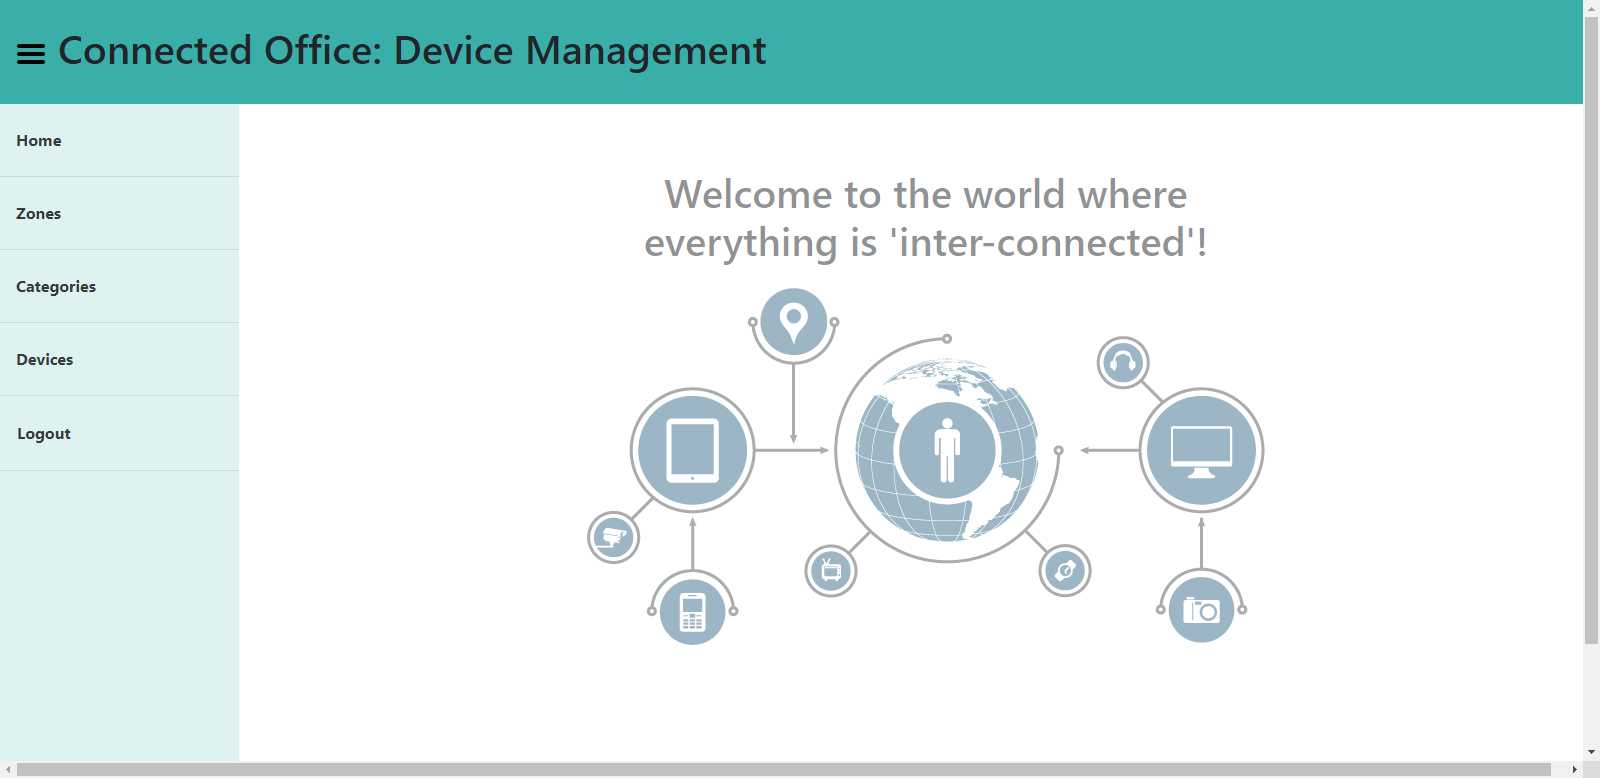 Connected Office: Device Management
Home
Zones
Categories
Devices
Logout
Welcome to the world where
everything is 'inter-connected'!